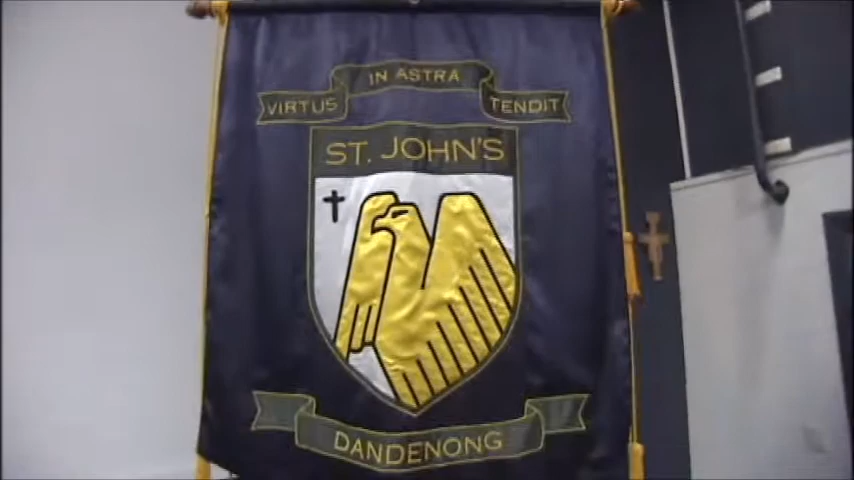 IN ASTRA
VIRTUS TENDIT
ST. JOHN'S
DANDENONG